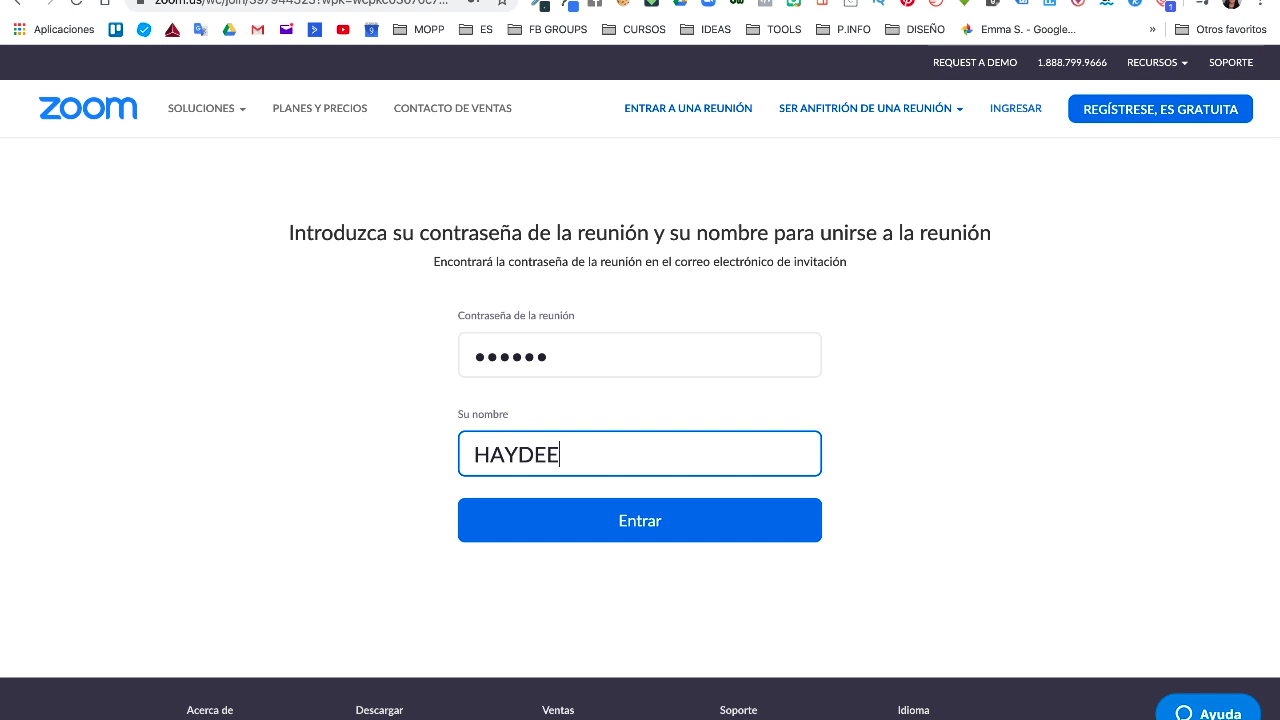 Aplicaciones MOPP ES FB GROUPS CURSOS IDEAS TOOLS P.INFO DISEÑO Emma S. - Google... » Otros favoritos
REQUEST A DEMO 1.888.799.9666 RECURSOS SOPORTE
zoom SOLUCIONES PLANES Y PRECIOS CONTACTO DE VENTAS ENTRAR A UNA REUNIÓN SER ANFITRIÓN DE UNA REUNIÓN INGRESAR REGÍSTRESE, ES GRATUITA
Introduzca su contraseña de la reunión y su nombre para unirse a la reunión
Encontrará la contraseña de la reunión en el correo electrónico de invitación
Contraseña de la reunión
●●●●●●
Su nombre
HAYDEE
Entrar
Acerca de Descargar Ventas Soporte Idioma Ayuda